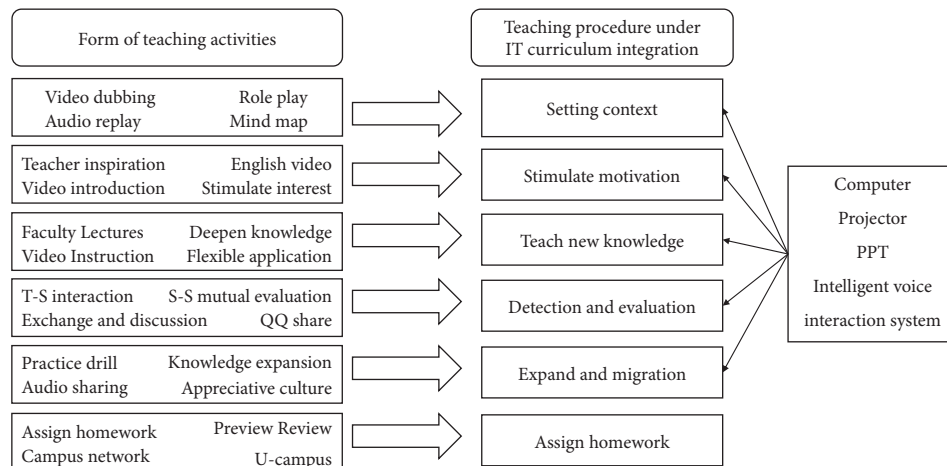 Form of teaching activities
Teaching procedure under
IT curriculum integration
Video dubbing Role play
Audio replay Mind map
Setting context
Teacher inspiration English video
Video introduction Stimulate interest
Stimulate motivation
Faculty Lectures Deepen knowledge
Video Instruction Flexible application
Teach new knowledge
T-S interaction S-S mutual evaluation
Exchange and discussion QQ share
Detection and evaluation
Practice drill Knowledge expansion
Audio sharing Appreciative culture
Expand and migration
Assign homework Preview Review
Campus network U-campus
Assign homework
Computer
Projector
PPT
Intelligent voice
interaction system